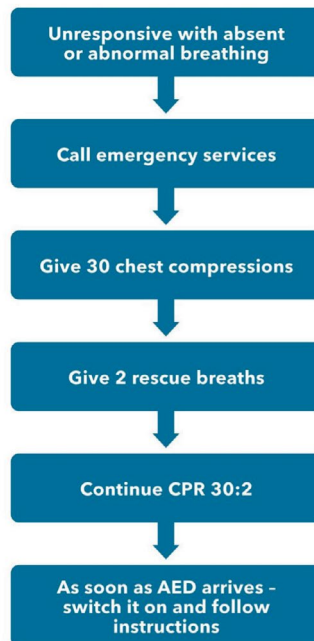 Unresponsive with absent
or abnormal breathing
Call emergency services
Give 30 chest compressions
Give 2 rescue breaths
Continue CPR 30:2
As soon as AED arrives –
switch it on and follow
instructions